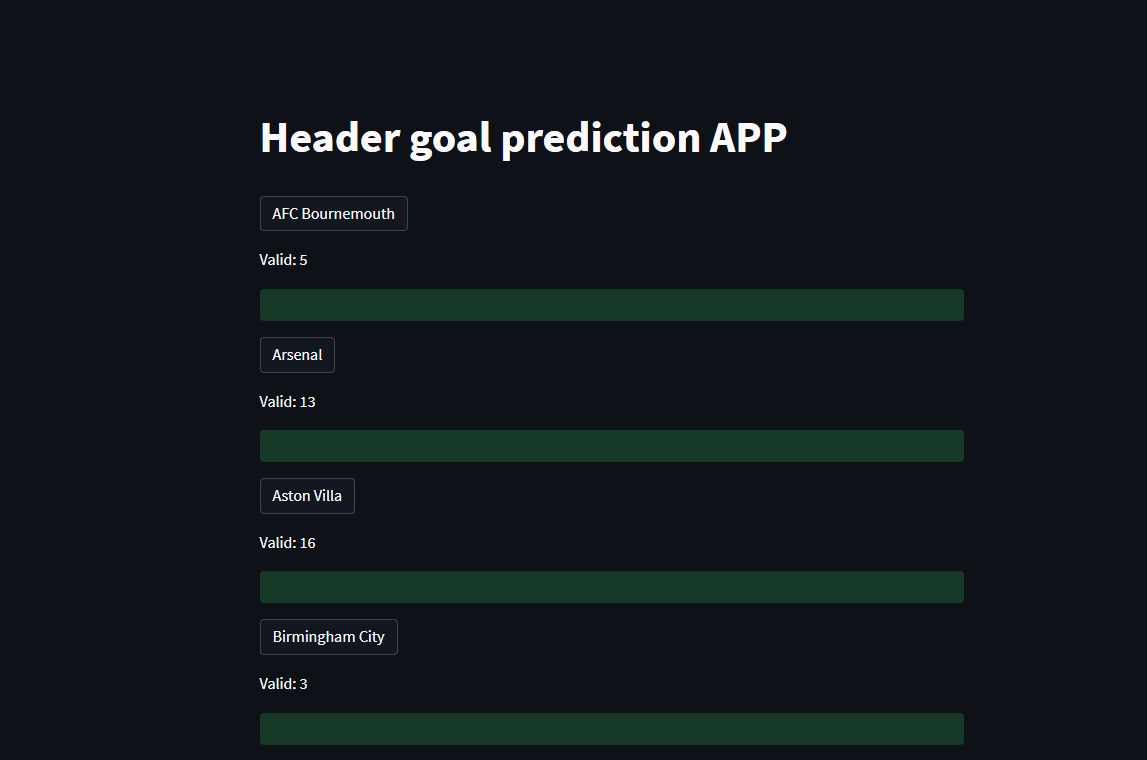 Header goal prediction APP
AFC Bournemouth
Valid: 5
Arsenal
Valid: 13
Aston Villa
Valid: 16
Birmingham City
Valid: 3